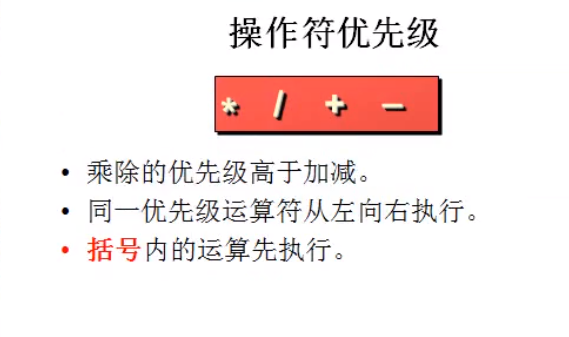 操作符优先级
* / + −
• 乘除的优先级高于加减。
• 同一优先级运算符从左向右执行。
• 括号内的运算先执行。